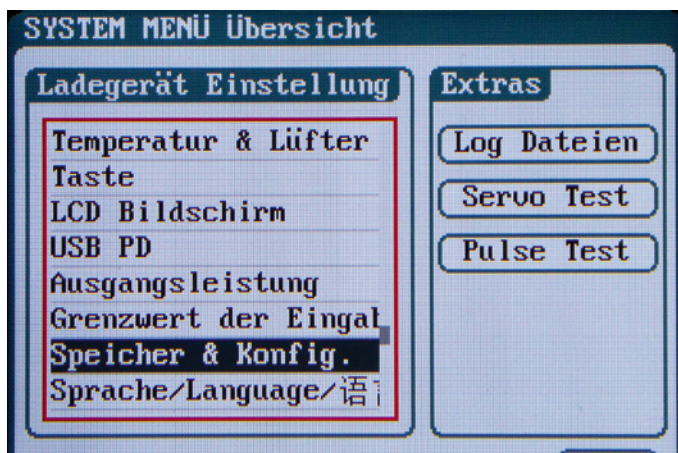 SYSTEM MENÜ Übersicht
Ladegerät Einstellung
Temperatur & Lüfter
Taste
LCD Bildschirm
USB PD
Ausgangsleistung
Grenzwert der Eingab
Speicher & Konfig.
Sprache/Language/语
Extras
Log Dateien
Servo Test
Pulse Test